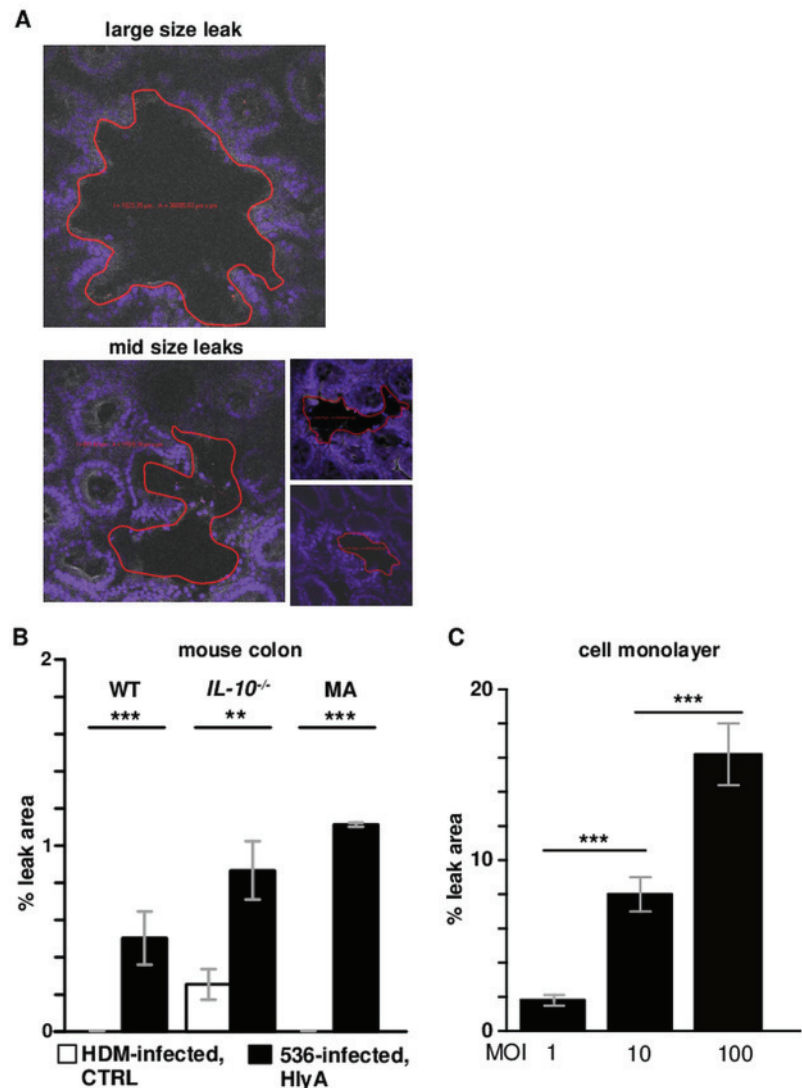 A
large size leak
mid size leaks
B
mouse colon
WT
IL-10-/-
MA
***
**
***
2
1
0
% leak area
HDM-infected, CTRL
536-infected, HlyA
C
cell monolayer
***
***
20
10
0
% leak area
MOI 1 10 100